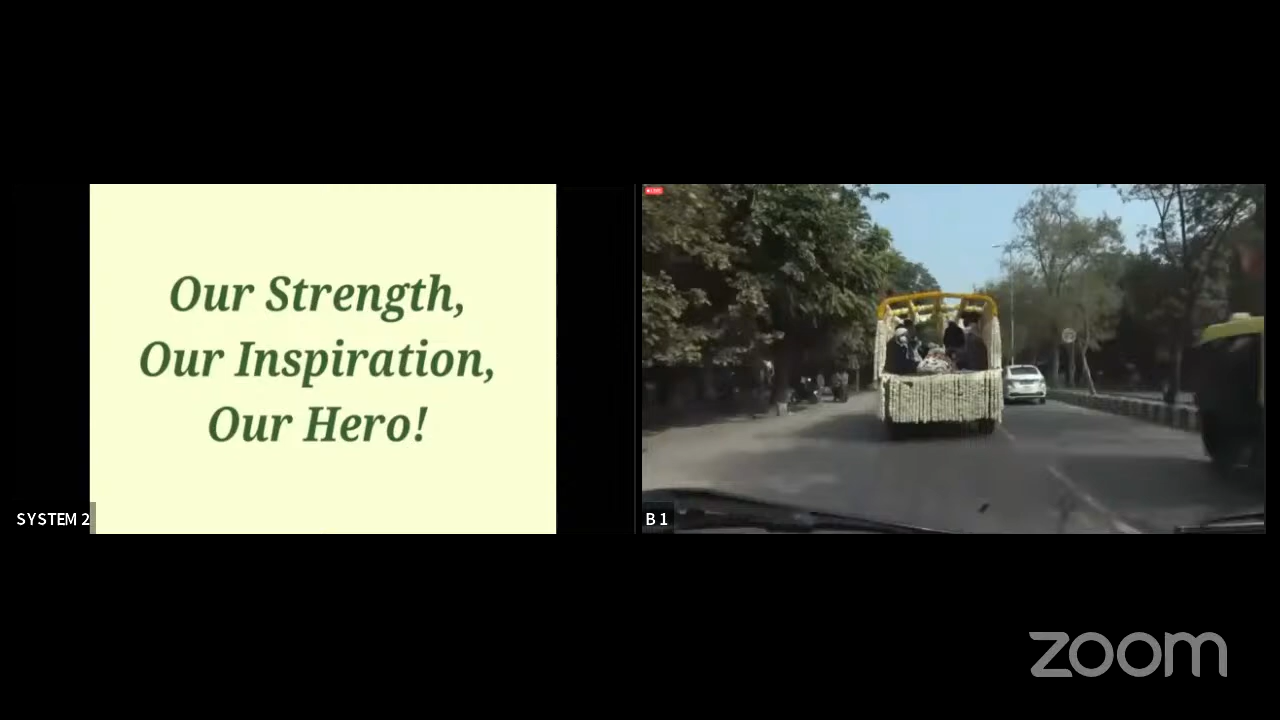 Our Strength,
Our Inspiration,
Our Hero!
SYSTEM 2
B 1
zoom